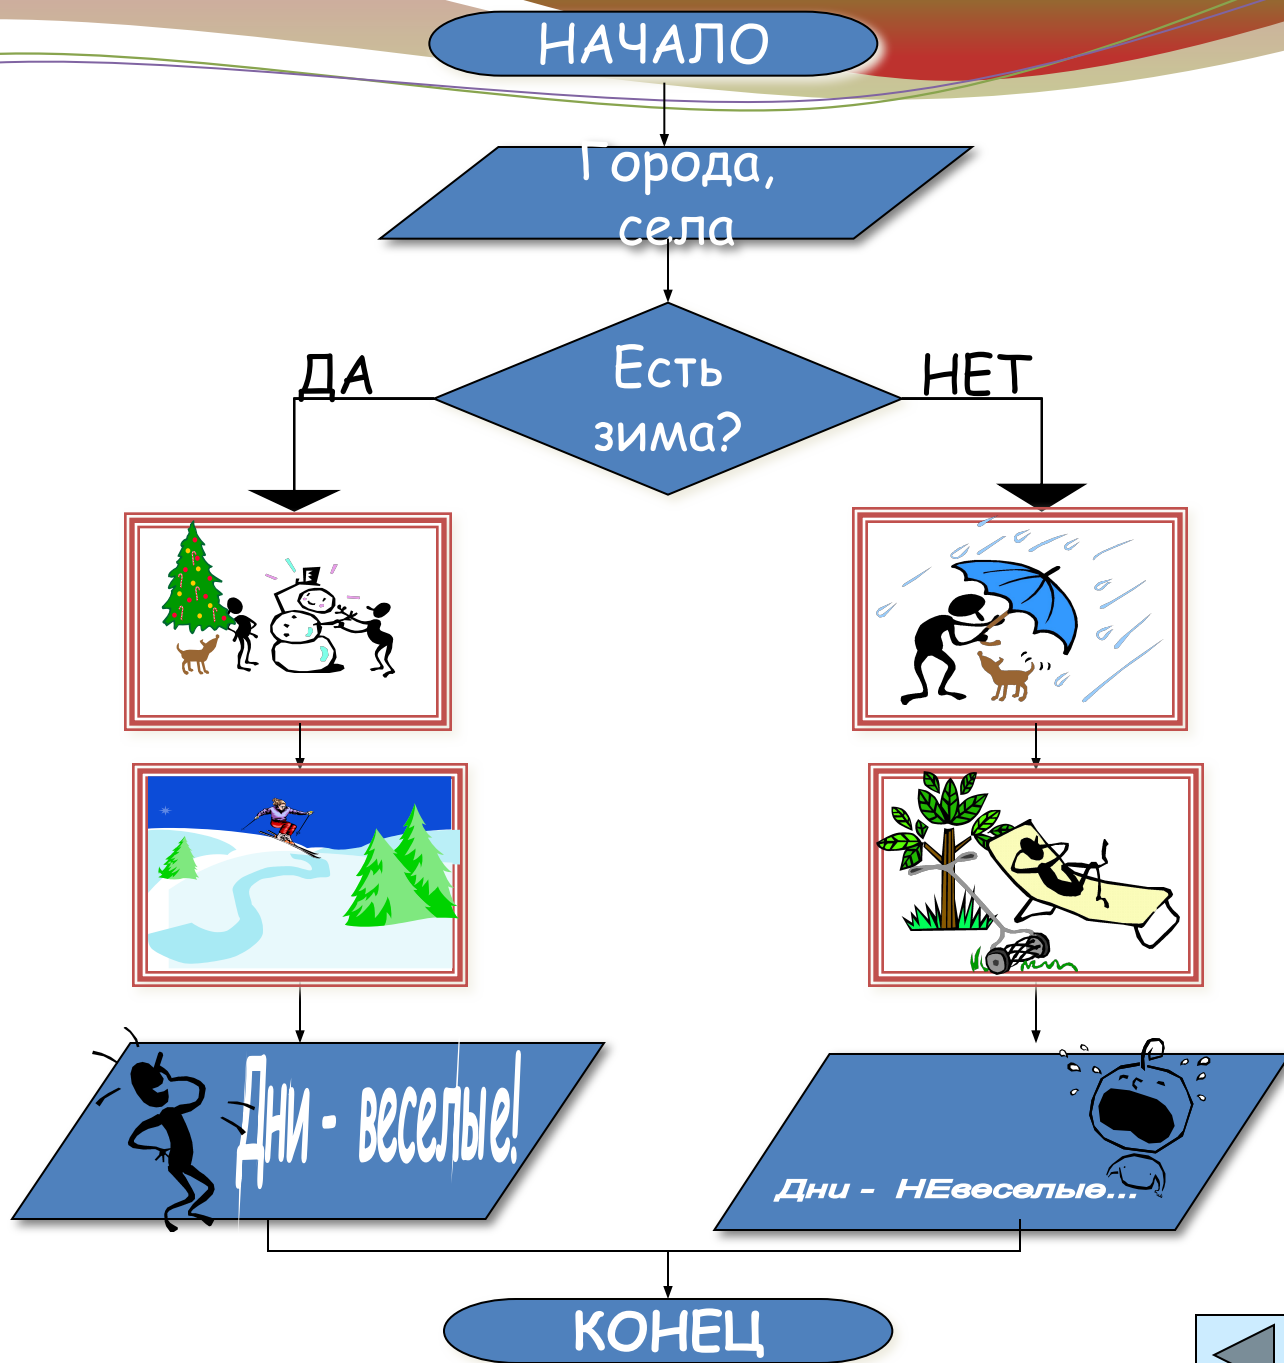 НАЧАЛО
Города,
села
Есть
зима?
ДА
НЕТ
Дни - веселые!
Дни - НЕвеселые...
КОНЕЦ